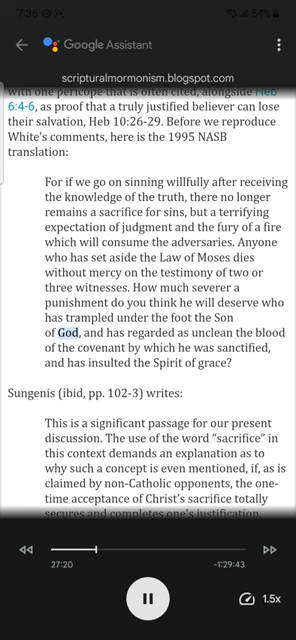 7:36
54%
Google Assistant
scripturalmormonism.blogspot.com
with one pericope that is often cited, alongside Heb
6:4-6, as proof that a truly justified believer can lose
their salvation, Heb 10:26-29. Before we reproduce
White's comments, here is the 1995 NASB
translation:
For if we go on sinning willfully after receiving
the knowledge of the truth, there no longer
remains a sacrifice for sins, but a terrifying
expectation of judgment and the fury of a fire
which will consume the adversaries. Anyone
who has set aside the Law of Moses dies
without mercy on the testimony of two or
three witnesses. How much severer a
punishment do you think he will deserve who
has trampled under the foot the Son
of God, and has regarded as unclean the blood
of the covenant by which he was sanctified,
and has insulted the Spirit of grace?
Sungenis (ibid, pp. 102-3) writes:
This is a significant passage for our present
discussion. The use of the word “sacrifice” in
this context demands an explanation as to
why such a concept is even mentioned, if, as is
claimed by non-Catholic opponents, the one-
time acceptance of Christ’s sacrifice totally
secures and completes one’s justification.
27:20
-1:29:43
1.5x